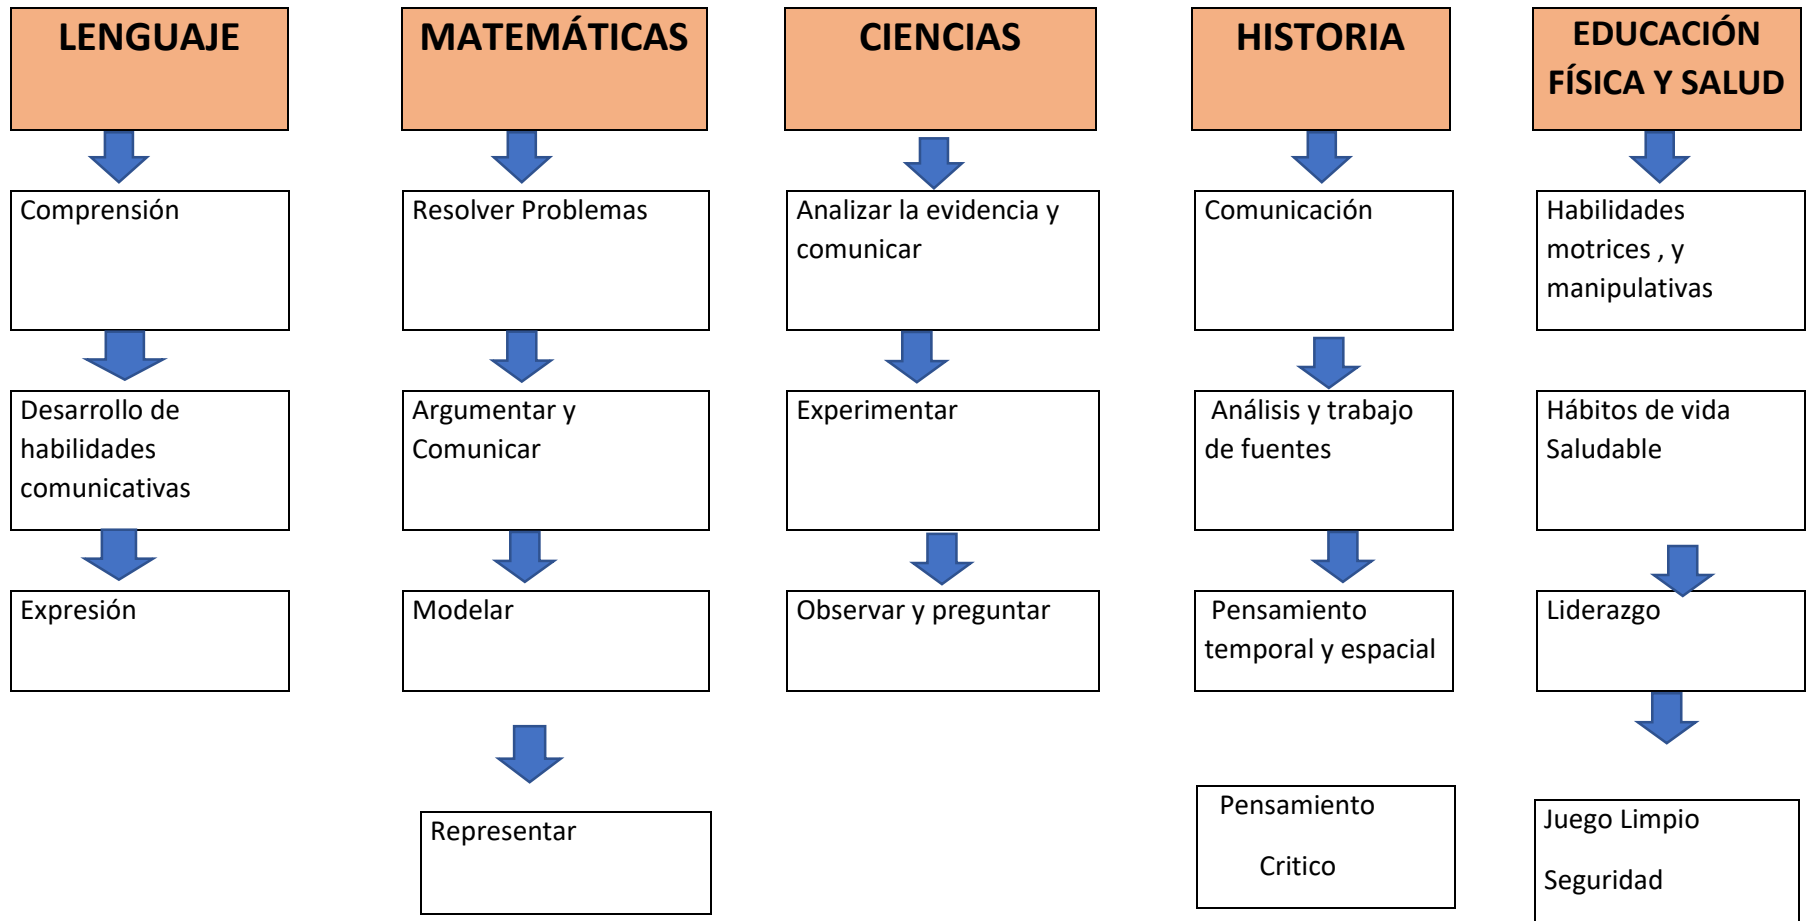 LENGUAJE
Comprensión
Desarrollo de
habilidades
comunicativas
Expresión
MATEMÁTICAS
Resolver Problemas
Argumentar y
Comunicar
Modelar
Representar
CIENCIAS
Analizar la evidencia y
comunicar
Experimentar
Observar y preguntar
HISTORIA
Comunicación
Análisis y trabajo
de fuentes
Pensamiento
temporal y espacial
Pensamiento
Critico
EDUCACIÓN
FÍSICA Y SALUD
Habilidades
motrices , y
manipulativas
Hábitos de vida
Saludable
Liderazgo
Juego Limpio
Seguridad